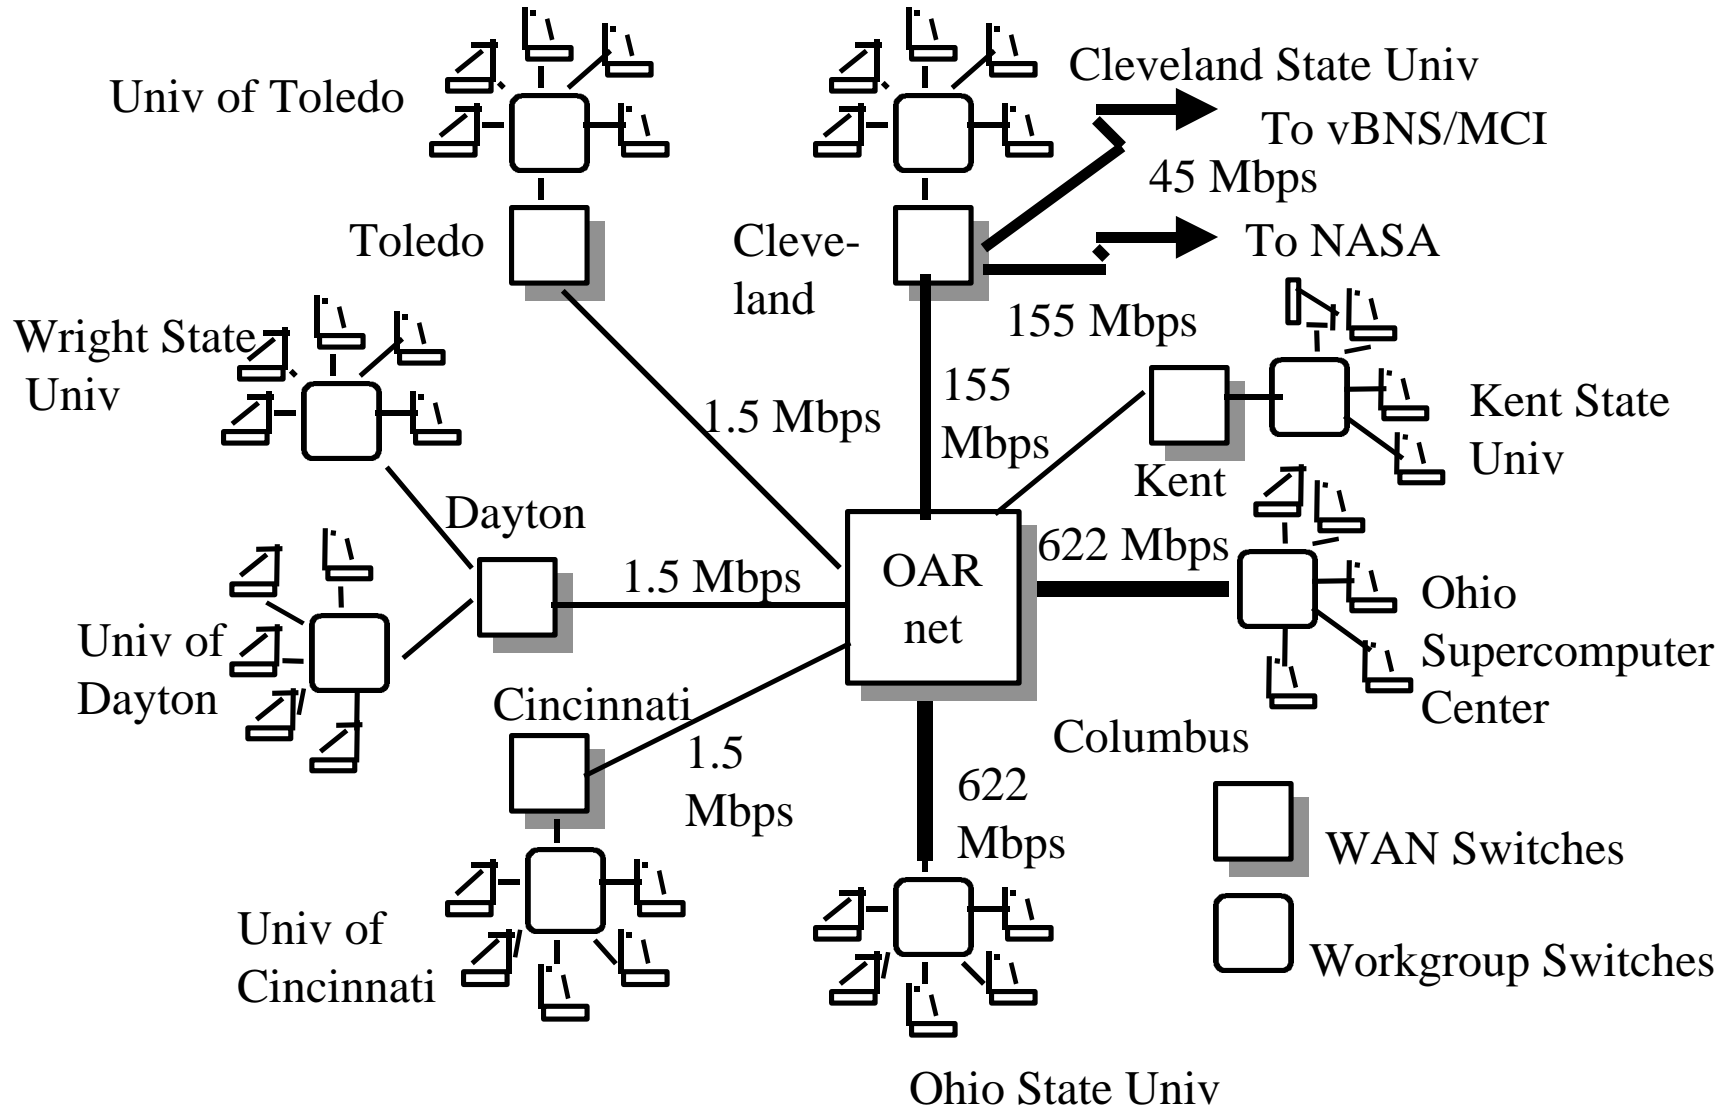 Univ of Toledo
Cleveland State Univ
To vBNS/MCI
45 Mbps
Toledo
Cleve-
land
To NASA
155 Mbps
Wright State
Univ
1.5 Mbps
155
Mbps
Kent State
Univ
Kent
Dayton
1.5 Mbps
OAR
net
622 Mbps
Ohio
Supercomputer
Center
Univ of
Dayton
Cincinnati
1.5
Mbps
Columbus
622
Mbps
WAN Switches
Univ of
Cincinnati
Workgroup Switches
Ohio State Univ